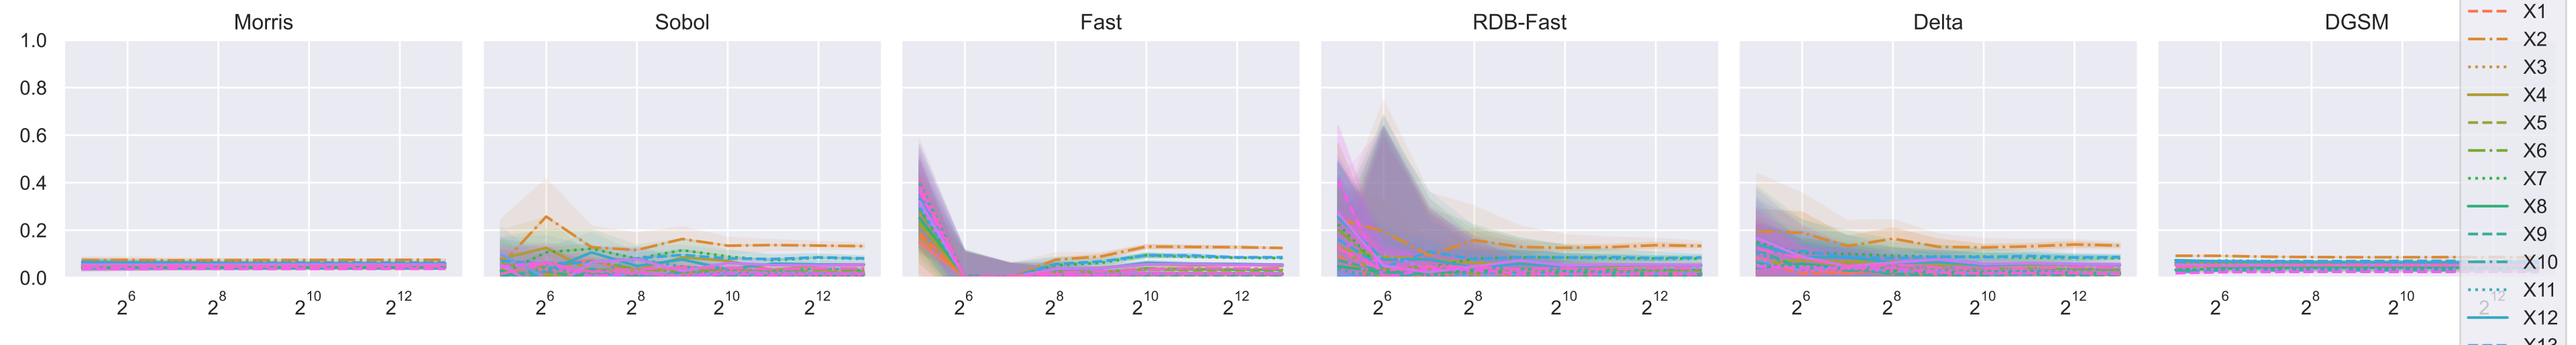 Morris Sobol Fast RDB-Fast Delta DGSM
1.0
0.8
0.6
0.4
0.2
0.0
2^6 2^8 2^10 2^12 2^6 2^8 2^10 2^12 2^6 2^8 2^10 2^12 2^6 2^8 2^10 2^12 2^6 2^8 2^10 2^12 2^6 2^8 2^10 2^12
X1
X2
X3
X4
X5
X6
X7
X8
X9
X10
X11
X12
X13